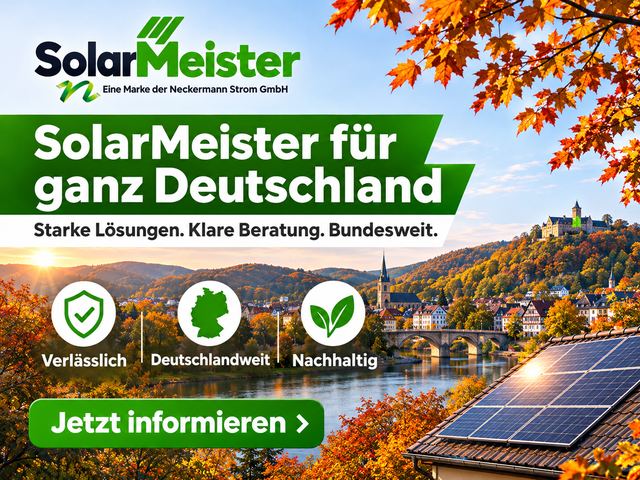 SolarMeister
Eine Marke der Neckermann Strom GmbH
SolarMeister für
ganz Deutschland
Starke Lösungen. Klare Beratung. Bundesweit.
Verlässlich
Deutschlandweit
Nachhaltig
Jetzt informieren